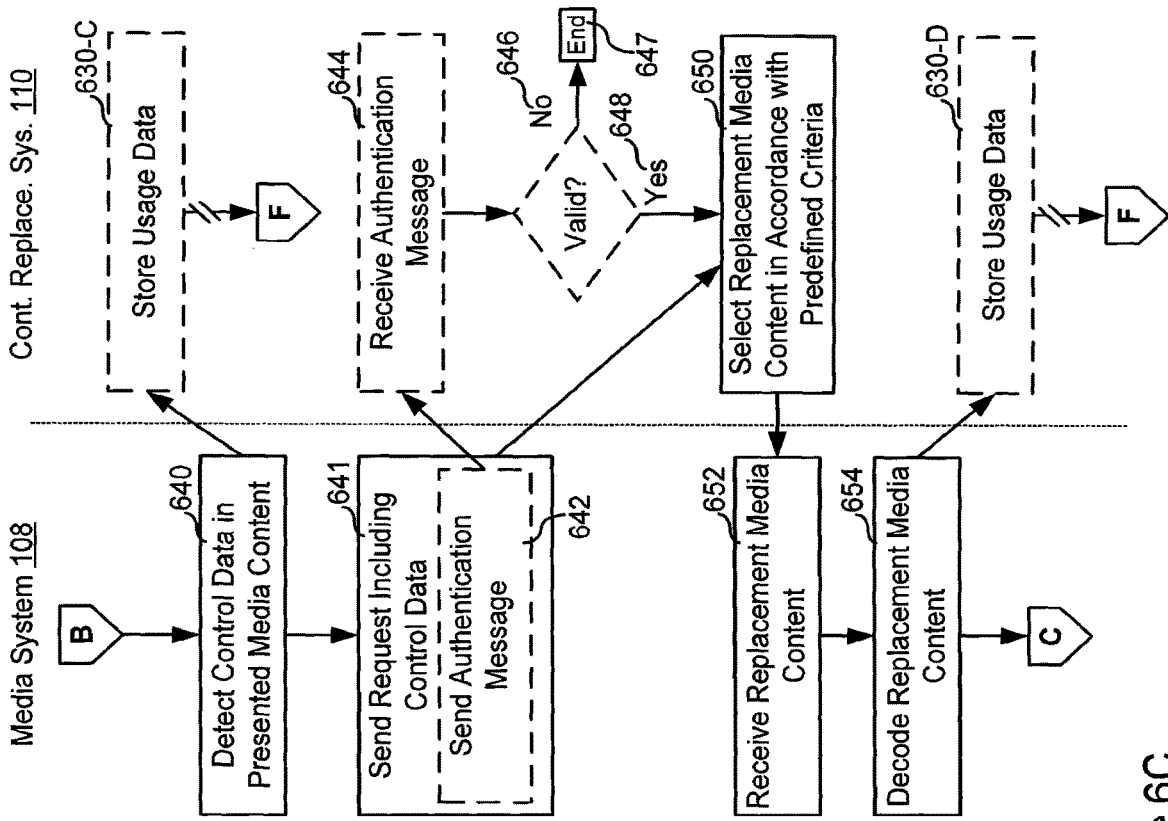 Media System 108
Cont. Replace. Sys. 110
B
640
Detect Control Data in
Presented Media Content
630-C
Store Usage Data
F
641
Send Request Including
Control Data
Send Authentication
Message
642
644
Receive Authentication
Message
Valid?
No
646
End
647
648
Yes
650
Select Replacement Media
Content in Accordance with
Predefined Criteria
652
Receive Replacement Media
Content
654
Decode Replacement Media
Content
630-D
Store Usage Data
F
C
6C